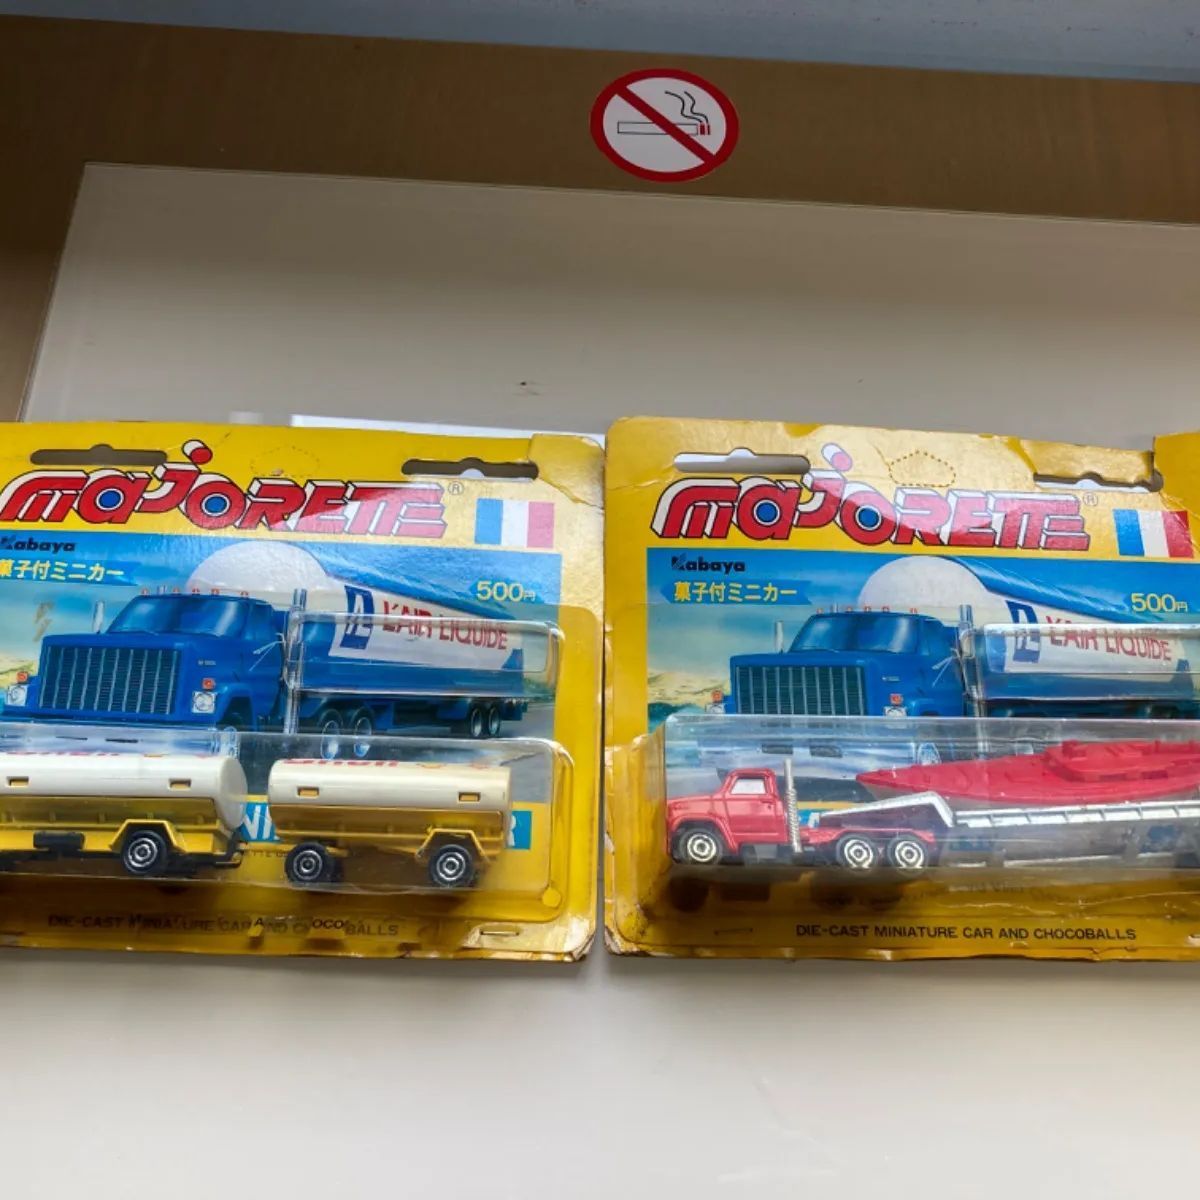 MAJORETTE®
Kabaya
菓子付ミニカー
500円
L'AIR LIQUIDE
DIE-CAST MINIATURE CAR AND CHOCOBALLS
MAJORETTE®
Kabaya
菓子付ミニカー
500円
L'AIR LIQUIDE
DIE-CAST MINIATURE CAR AND CHOCOBALLS